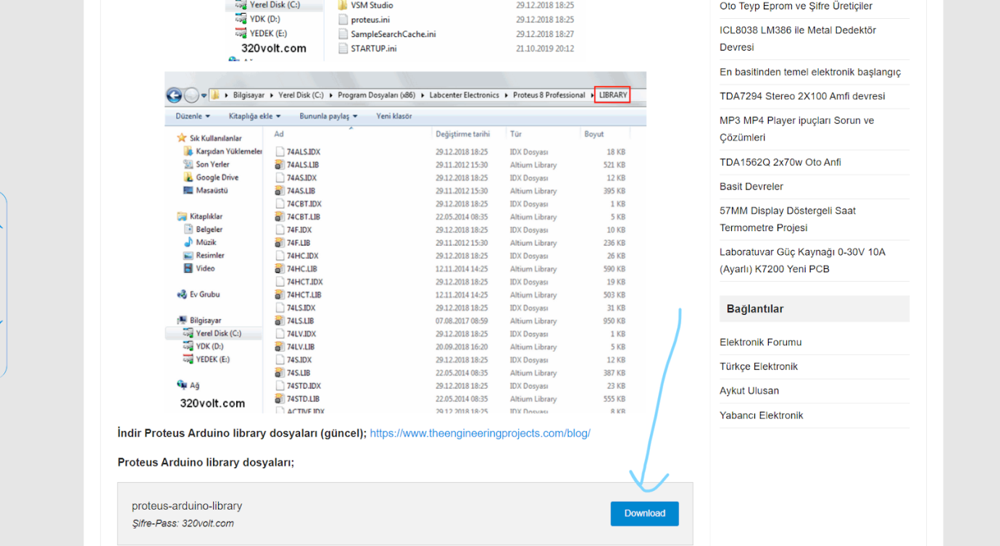 Yerel Disk (C:)
YDK (D:)
YEDEK (E:)
320volt.com
VSM Studio 29.12.2018 18:25
proteus.ini 29.12.2018 18:25
SampleSearchCache.ini 29.12.2018 18:27
STARTUP.ini 21.10.2019 20:12
Bilgisayar Yerel Disk (C:) Program Dosyaları (x86) Labcenter Electronics Proteus 8 Professional LIBRARY
Düzenle Kitaplığa ekle Bununla paylaş Yeni klasör
Sık Kullanılanlar
Karşıdan Yüklemeler
Son Yerler
Google Drive
Masaüstü
Kitaplıklar
Belgeler
Müzik
Resimler
Video
Ev Grubu
Bilgisayar
Yerel Disk (C:)
YDK (D:)
YEDEK (E:)
Ağ
320volt.com
Ad Değiştirme tarihi Tür Boyut
74ALS.IDX 29.12.2018 18:25 IDX Dosyası 18 KB
74ALS.LIB 29.11.2012 15:30 Altium Library 521 KB
74AS.IDX 29.12.2018 18:25 IDX Dosyası 12 KB
74AS.LIB 29.11.2012 15:30 Altium Library 395 KB
74CBT.IDX 29.12.2018 18:25 IDX Dosyası 1 KB
74CBT.LIB 22.05.2014 08:35 Altium Library 5 KB
74F.IDX 29.12.2018 18:25 IDX Dosyası 10 KB
74F.LIB 29.11.2012 15:30 Altium Library 236 KB
74HC.IDX 29.12.2018 18:25 IDX Dosyası 26 KB
74HC.LIB 12.11.2014 14:25 Altium Library 590 KB
74HCT.IDX 29.12.2018 18:25 IDX Dosyası 19 KB
74HCT.LIB 12.11.2014 14:25 Altium Library 503 KB
74LS.IDX 29.12.2018 18:25 IDX Dosyası 31 KB
74LS.LIB 07.08.2017 08:59 Altium Library 950 KB
74LV.IDX 29.12.2018 18:25 IDX Dosyası 1 KB
74LV.LIB 20.09.2018 16:20 Altium Library 5 KB
74S.IDX 29.12.2018 18:25 IDX Dosyası 12 KB
74S.LIB 22.05.2014 08:35 Altium Library 387 KB
74STD.IDX 29.12.2018 18:25 IDX Dosyası 23 KB
74STD.LIB 22.05.2014 08:35 Altium Library 555 KB
ACTIVE.IDX 29.12.2018 18:25 IDX Dosyası 8 KB
İndir Proteus Arduino library dosyaları (güncel); https://www.theengineeringprojects.com/blog/
Proteus Arduino library dosyaları;
proteus-arduino-library
Şifre-Pass: 320volt.com
Download
Oto Teyp Eprom ve Şifre Üretiçiler
ICL8038 LM386 ile Metal Dedektör
Devresi
En basitinden temel elektronik başlangıç
TDA7294 Stereo 2X100 Amfi devresi
MP3 MP4 Player ipuçları Sorun ve
Çözümleri
TDA1562Q 2x70w Oto Anfi
Basit Devreler
57MM Display Döstergeli Saat
Termometre Projesi
Laboratuvar Güç Kaynağı 0-30V 10A
(Ayarlı) K7200 Yeni PCB
Bağlantılar
Elektronik Forumu
Türkçe Elektronik
Aykut Ulusan
Yabancı Elektronik